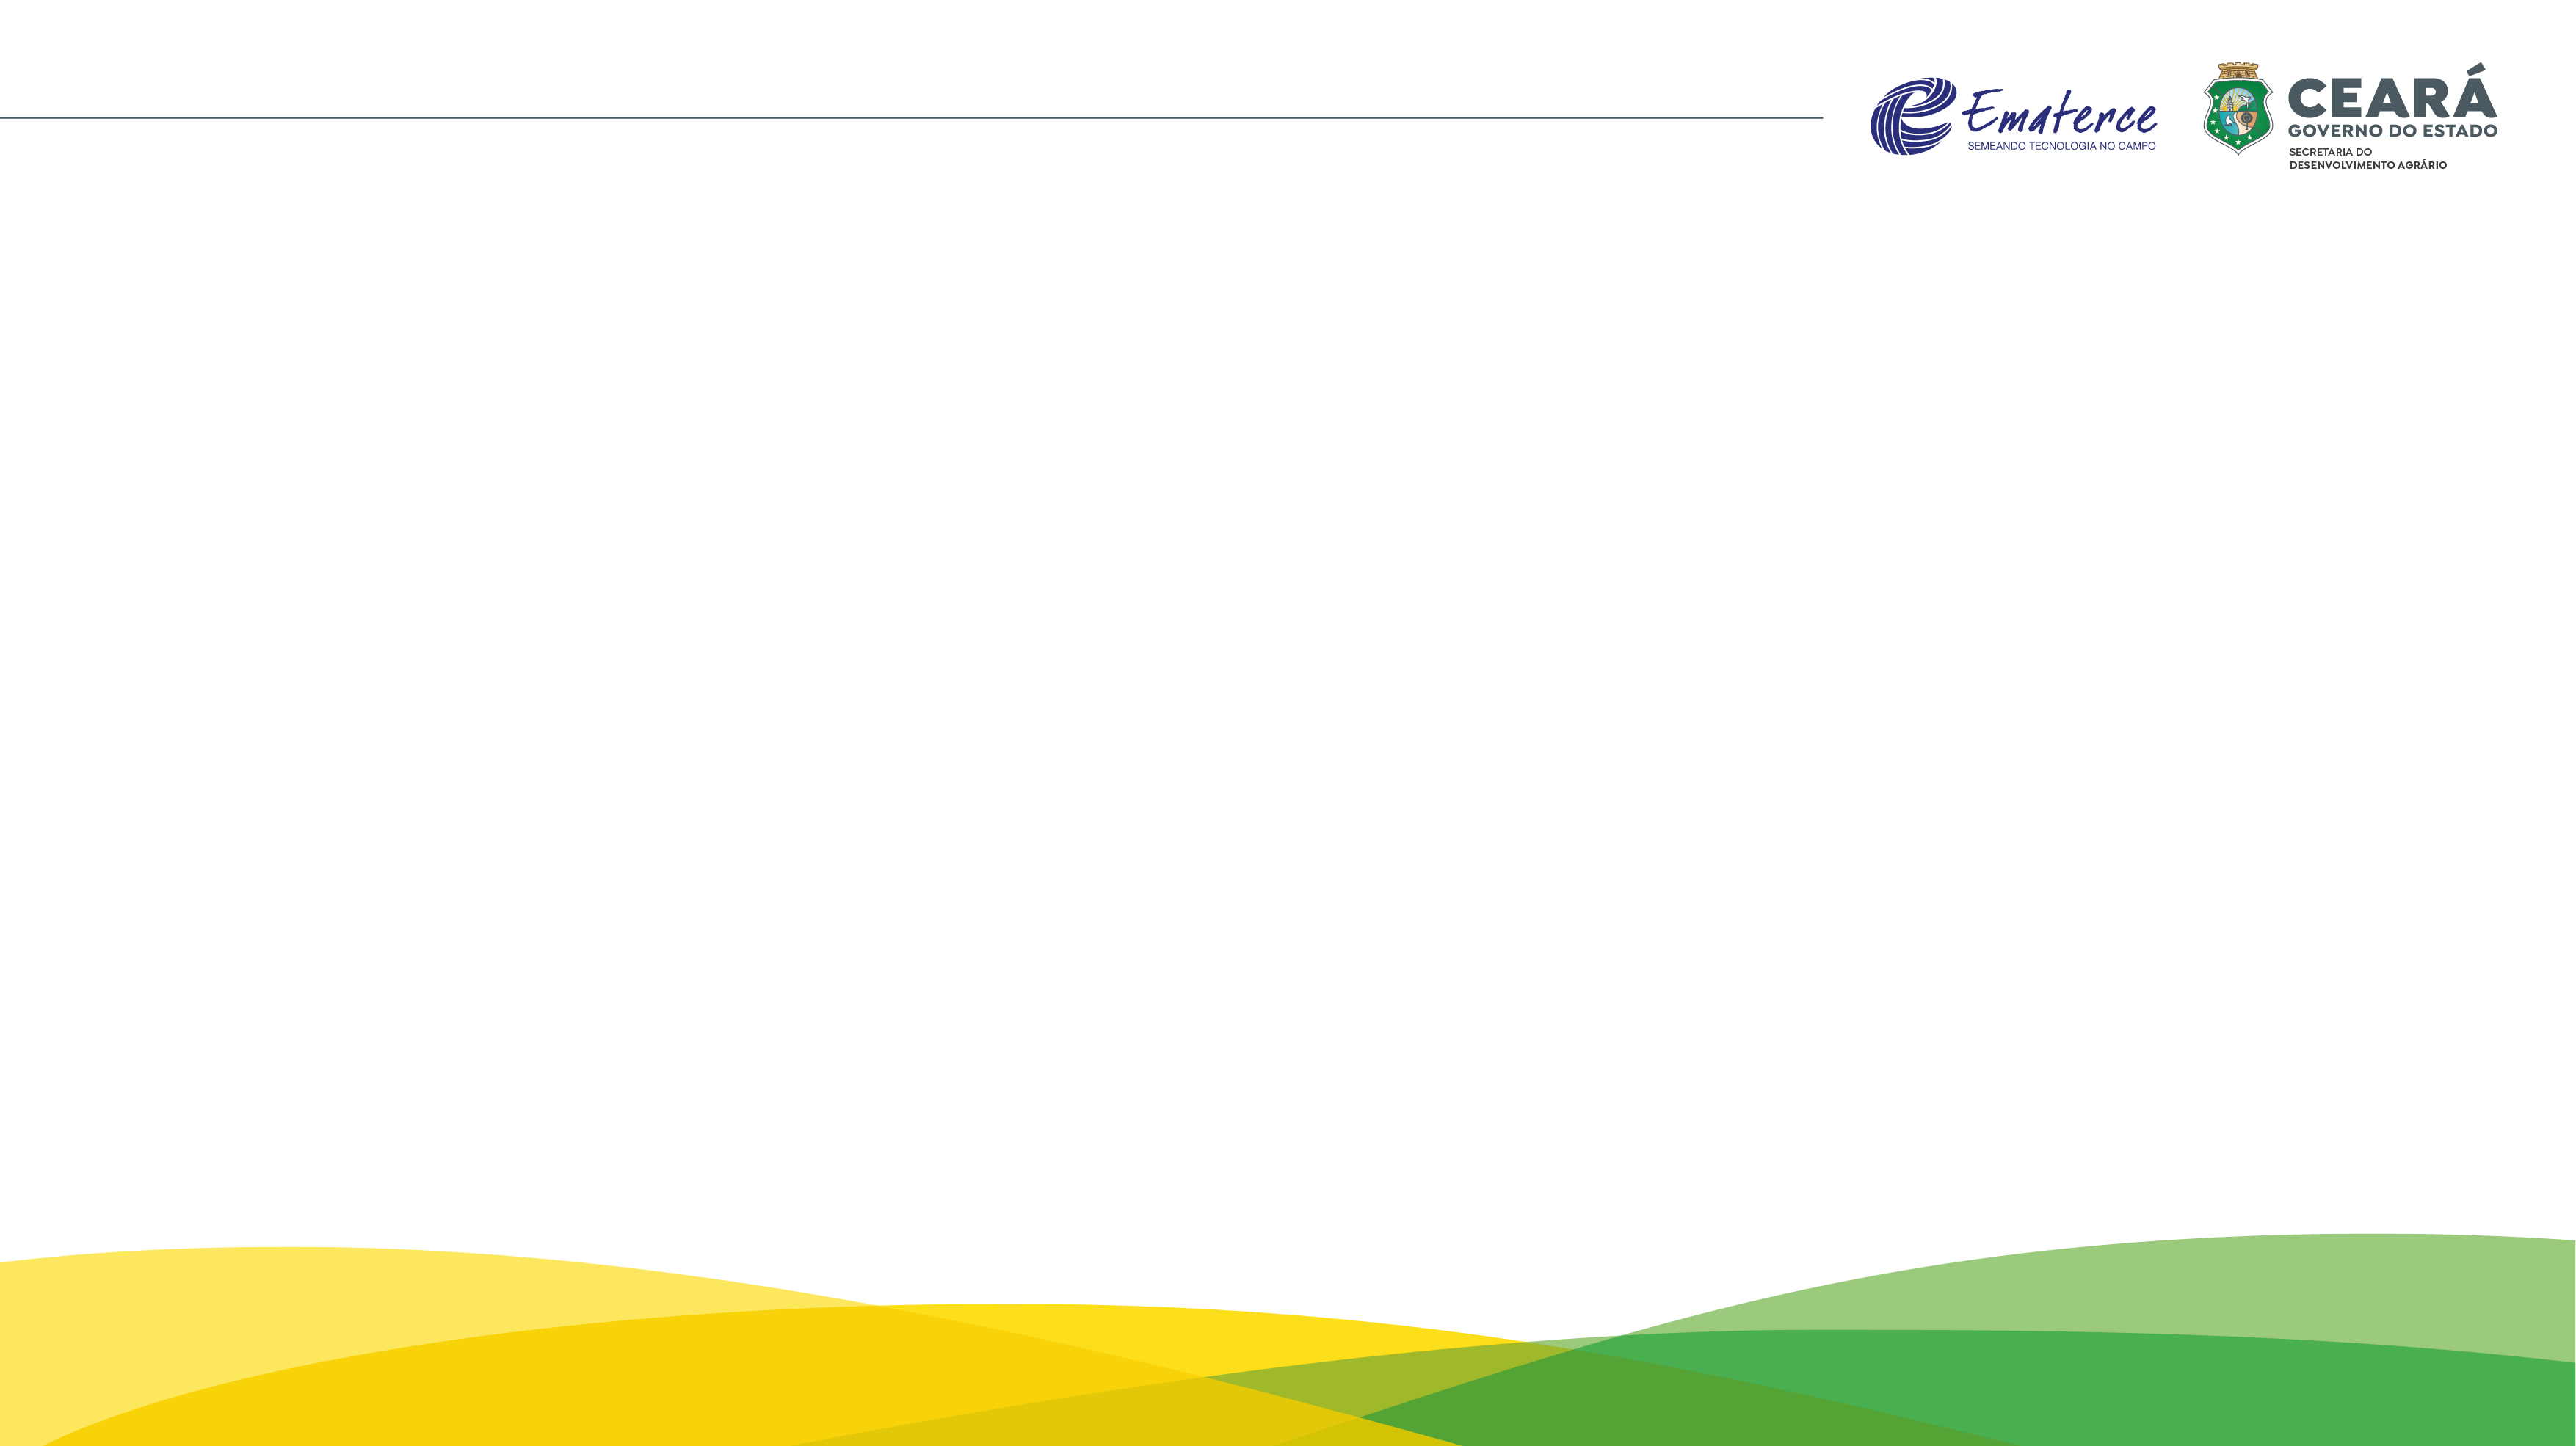 Ematerce
SEMEANDO TECNOLOGIA NO CAMPO
CEARÁ
GOVERNO DO ESTADO
SECRETARIA DO
DESENVOLVIMENTO AGRÁRIO